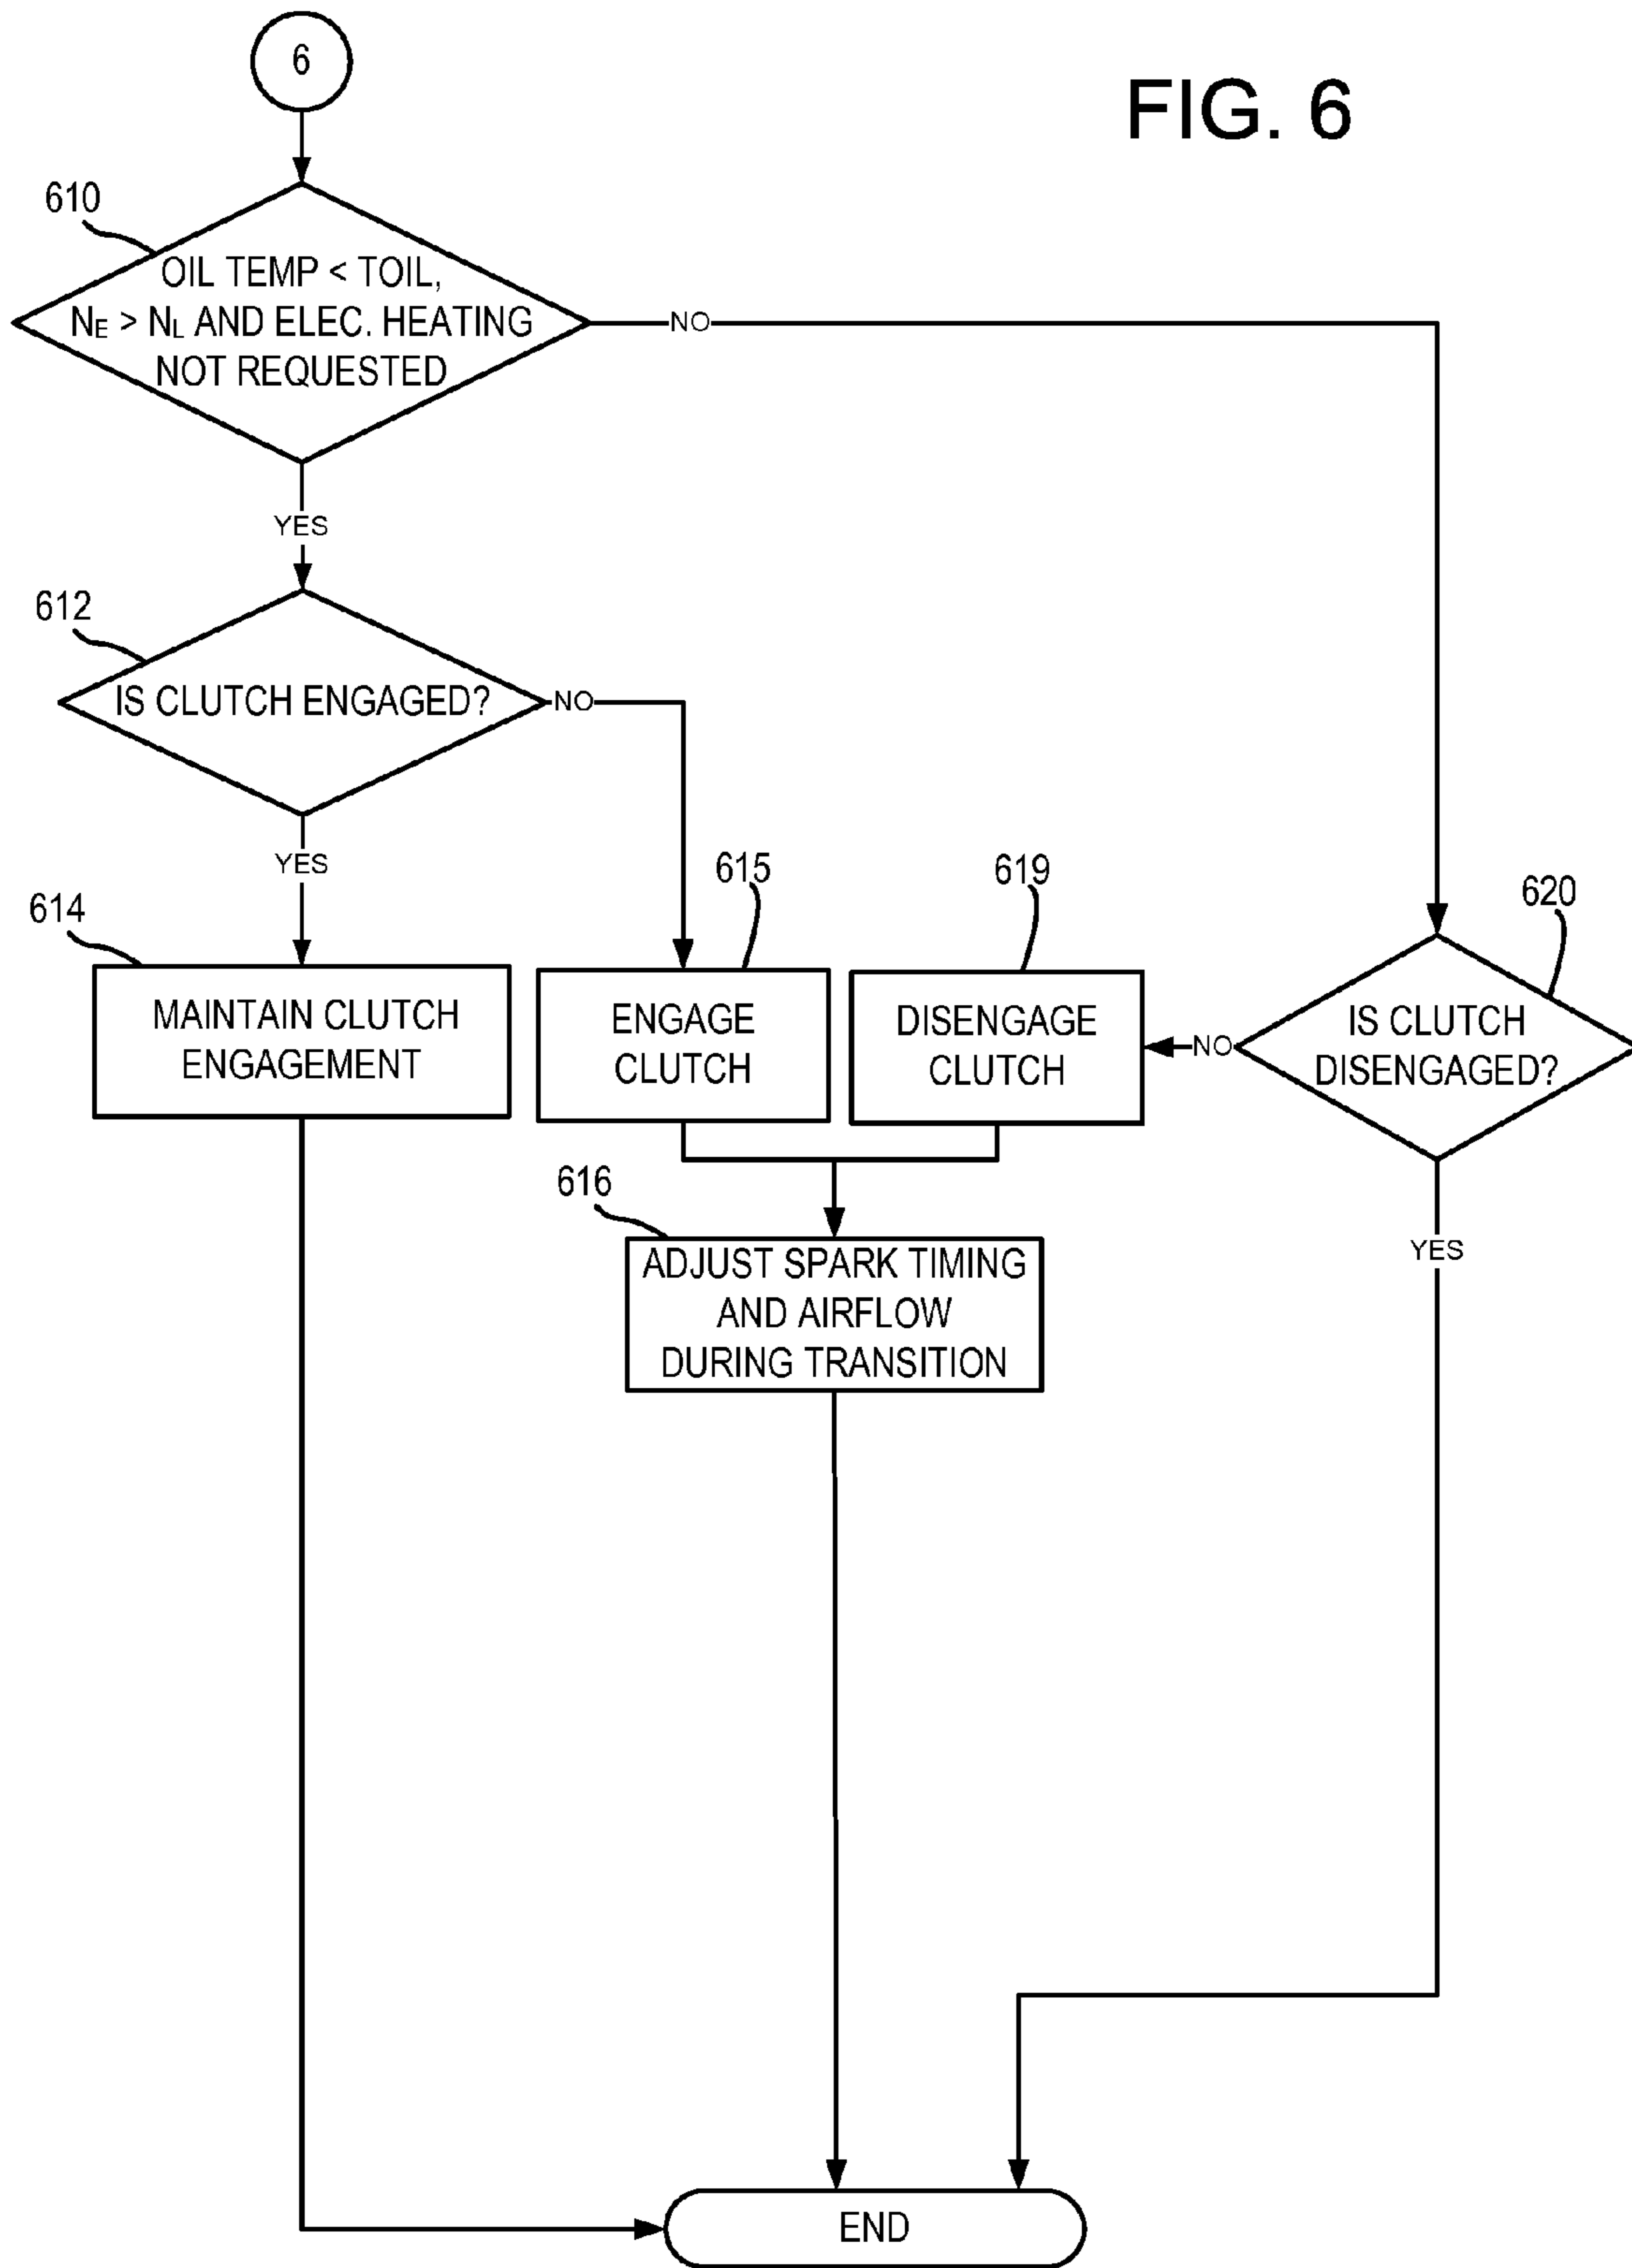 6
FIG. 6
610
OIL TEMP < TOIL,
NE > NL AND ELEC. HEATING
NOT REQUESTED
NO
YES
612
IS CLUTCH ENGAGED?
NO
YES
614
MAINTAIN CLUTCH
ENGAGEMENT
615
ENGAGE
CLUTCH
619
DISENGAGE
CLUTCH
NO
620
IS CLUTCH
DISENGAGED?
YES
616
ADJUST SPARK TIMING
AND AIRFLOW
DURING TRANSITION
END